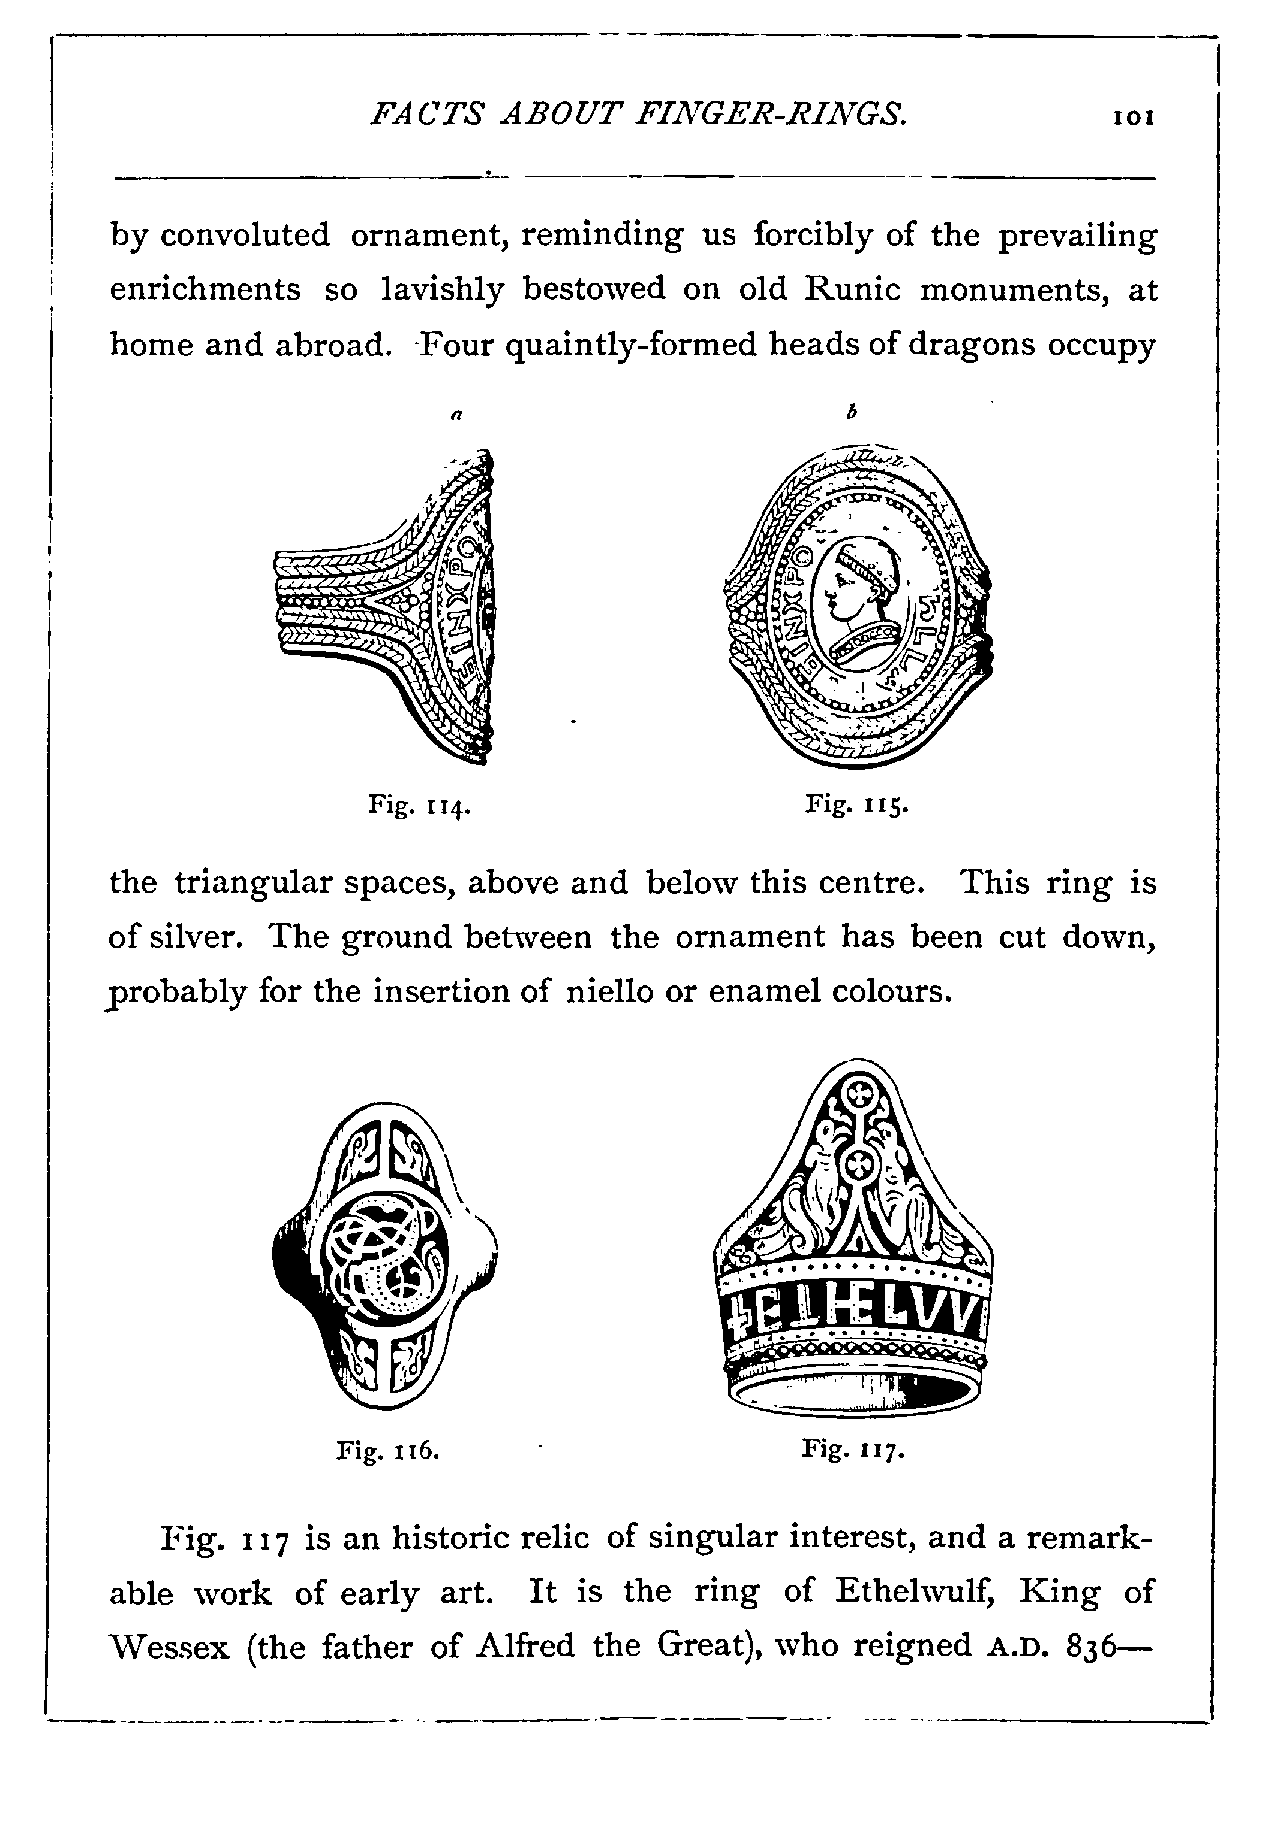 FACTS ABOUT FINGER-RINGS. 101
by convoluted ornament, reminding us forcibly of the prevailing
enrichments so lavishly bestowed on old Runic monuments, at
home and abroad. Four quaintly-formed heads of dragons occupy
a b
Fig. 114. Fig. 115.
the triangular spaces, above and below this centre. This ring is
of silver. The ground between the ornament has been cut down,
probably for the insertion of niello or enamel colours.
Fig. 116. Fig. 117.
Fig. 117 is an historic relic of singular interest, and a remark-
able work of early art. It is the ring of Ethelwulf, King of
Wessex (the father of Alfred the Great), who reigned A.D. 836—